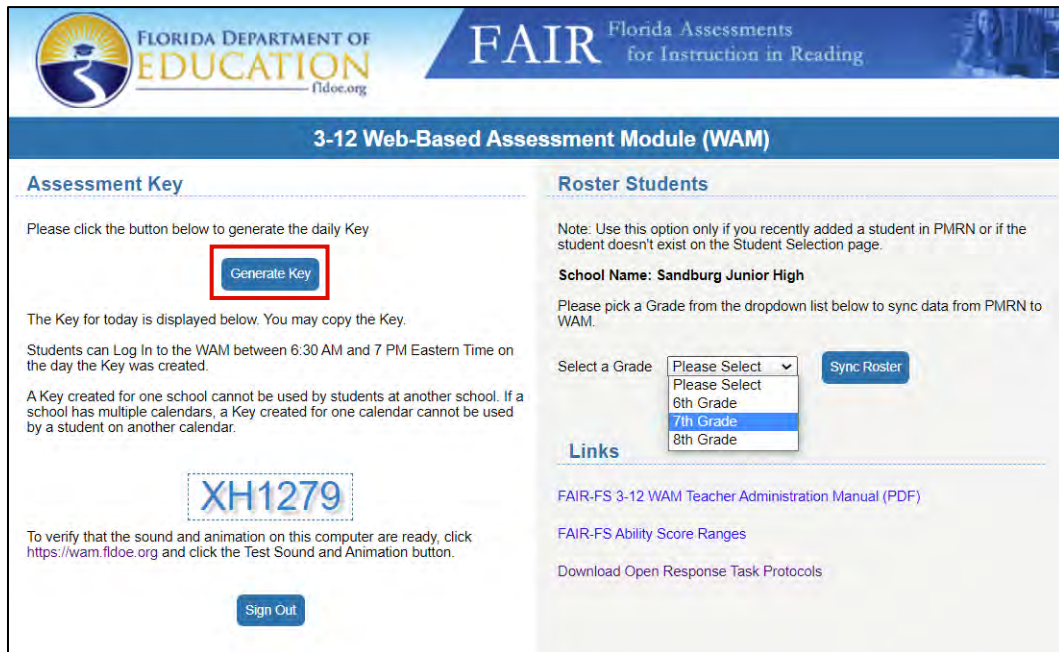 FLORIDA DEPARTMENT OF
EDUCATION
fldoe.org
FAIR Florida Assessments
for Instruction in Reading
3-12 Web-Based Assessment Module (WAM)
Assessment Key
Please click the button below to generate the daily Key
Generate Key
The Key for today is displayed below. You may copy the Key.
Students can Log In to the WAM between 6:30 AM and 7 PM Eastern Time on
the day the Key was created.
A Key created for one school cannot be used by students at another school. If a
school has multiple calendars, a Key created for one calendar cannot be used
by a student on another calendar.
XH1279
To verify that the sound and animation on this computer are ready, click
https://wam.fldoe.org and click the Test Sound and Animation button.
Sign Out
Roster Students
Note: Use this option only if you recently added a student in PMRN or if the
student doesn't exist on the Student Selection page.
School Name: Sandburg Junior High
Please pick a Grade from the dropdown list below to sync data from PMRN to
WAM.
Select a Grade Please Select Sync Roster
Please Select
6th Grade
7th Grade
8th Grade
Links
FAIR-FS 3-12 WAM Teacher Administration Manual (PDF)
FAIR-FS Ability Score Ranges
Download Open Response Task Protocols